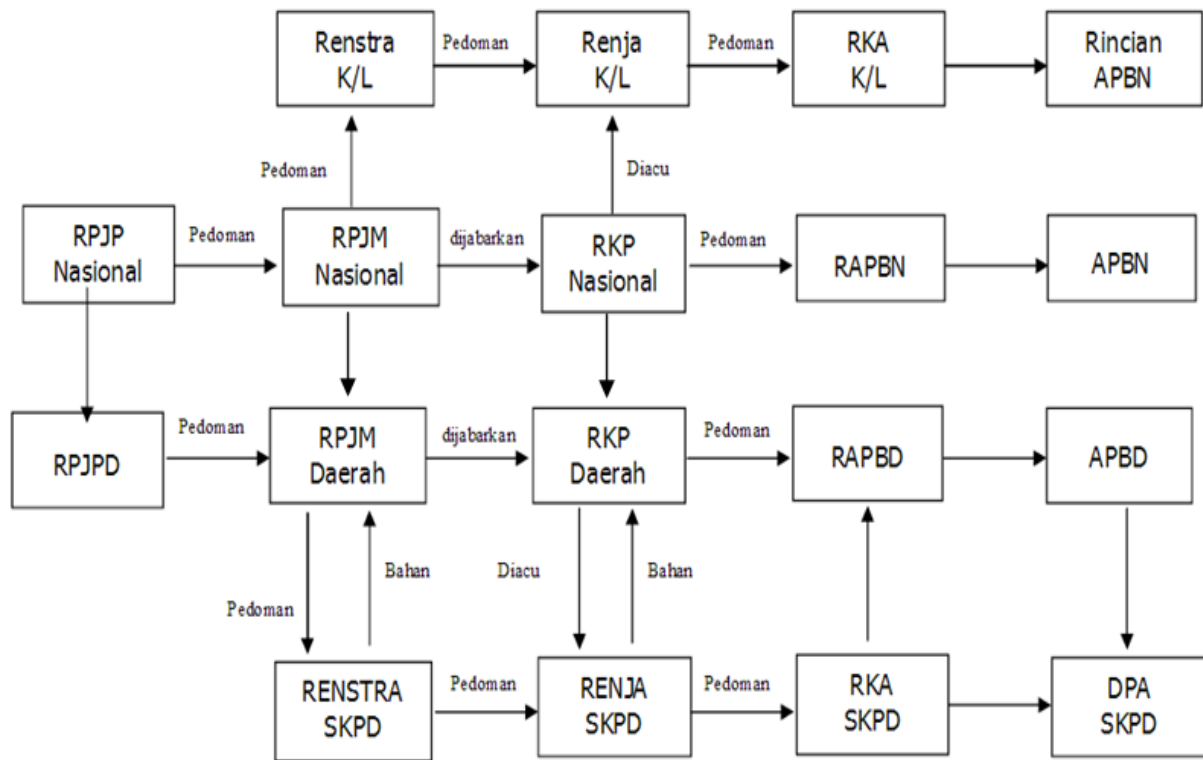 Renstra
K/L
Pedoman
Renja
K/L
Pedoman
RKA
K/L
Rincian
APBN
Pedoman
Diacu
RPJP
Nasional
Pedoman
RPJM
Nasional
dijabarkan
RKP
Nasional
Pedoman
RAPBN
APBN
RPJPD
Pedoman
RPJM
Daerah
dijabarkan
RKP
Daerah
Pedoman
RAPBD
APBD
Pedoman
Bahan
Diacu
Bahan
RENSTRA
SKPD
Pedoman
RENJA
SKPD
Pedoman
RKA
SKPD
DPA
SKPD